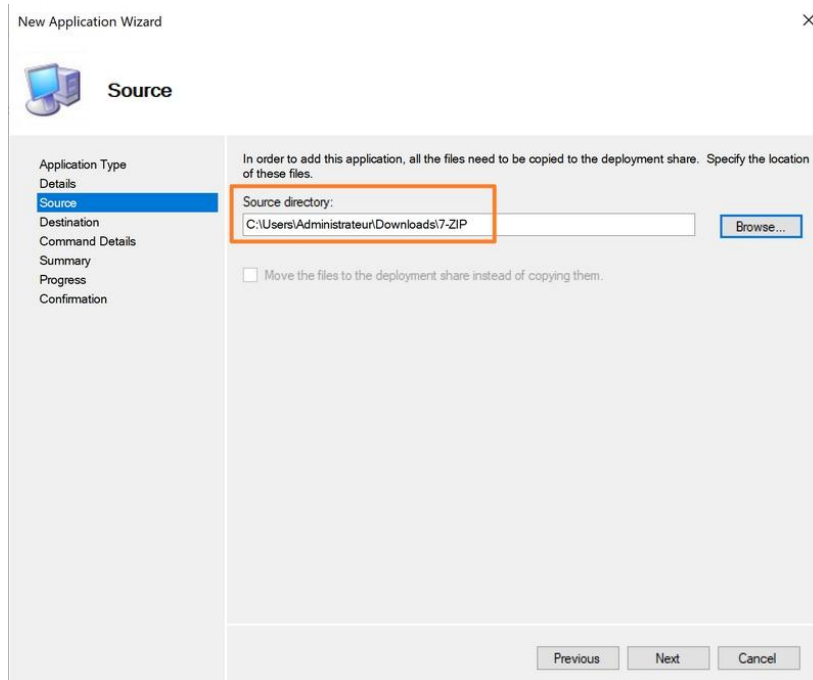 New Application Wizard
Source
Application Type
Details
Source
Destination
Command Details
Summary
Progress
Confirmation
In order to add this application, all the files need to be copied to the deployment share.  Specify the location
of these files.
Source directory:
C:\Users\Administrateur\Downloads\7-ZIP
Browse...
Move the files to the deployment share instead of copying them.
Previous
Next
Cancel